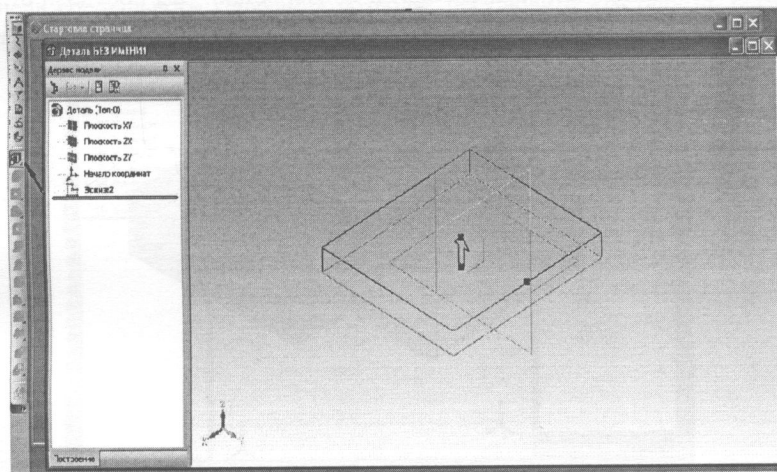 Стартовая страница
Деталь БЕЗ ИМЕНИ1
Дерево модели
Деталь (Тел-0)
Плоскость XY
Плоскость ZX
Плоскость ZY
Начало координат
Эскиз2
Построение